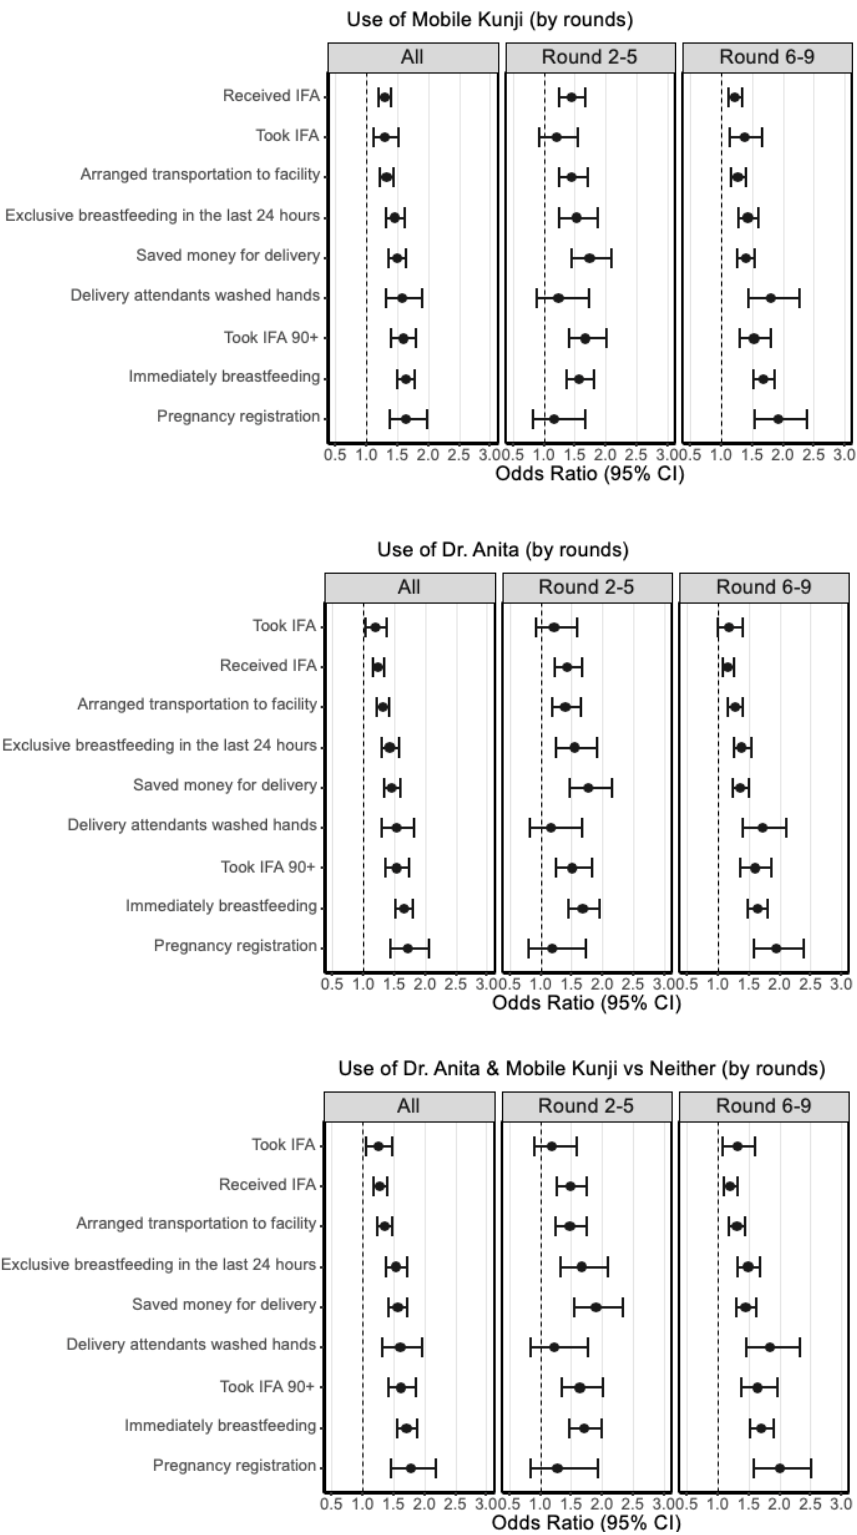 Use of Mobile Kunji (by rounds)
All Round 2-5 Round 6-9
Received IFA
Took IFA
Arranged transportation to facility
Exclusive breastfeeding in the last 24 hours
Saved money for delivery
Delivery attendants washed hands
Took IFA 90+
Immediately breastfeeding
Pregnancy registration
0.5 1.0 1.5 2.0 2.5 3.0 0.5 1.0 1.5 2.0 2.5 3.0 0.5 1.0 1.5 2.0 2.5 3.0
Odds Ratio (95% CI)
Use of Dr. Anita (by rounds)
All Round 2-5 Round 6-9
Took IFA
Received IFA
Arranged transportation to facility
Exclusive breastfeeding in the last 24 hours
Saved money for delivery
Delivery attendants washed hands
Took IFA 90+
Immediately breastfeeding
Pregnancy registration
0.5 1.0 1.5 2.0 2.5 3.0 0.5 1.0 1.5 2.0 2.5 3.0 0.5 1.0 1.5 2.0 2.5 3.0
Odds Ratio (95% CI)
Use of Dr. Anita & Mobile Kunji vs Neither (by rounds)
All Round 2-5 Round 6-9
Took IFA
Received IFA
Arranged transportation to facility
Exclusive breastfeeding in the last 24 hours
Saved money for delivery
Delivery attendants washed hands
Took IFA 90+
Immediately breastfeeding
Pregnancy registration
0.5 1.0 1.5 2.0 2.5 3.0 0.5 1.0 1.5 2.0 2.5 3.0 0.5 1.0 1.5 2.0 2.5 3.0
Odds Ratio (95% CI)